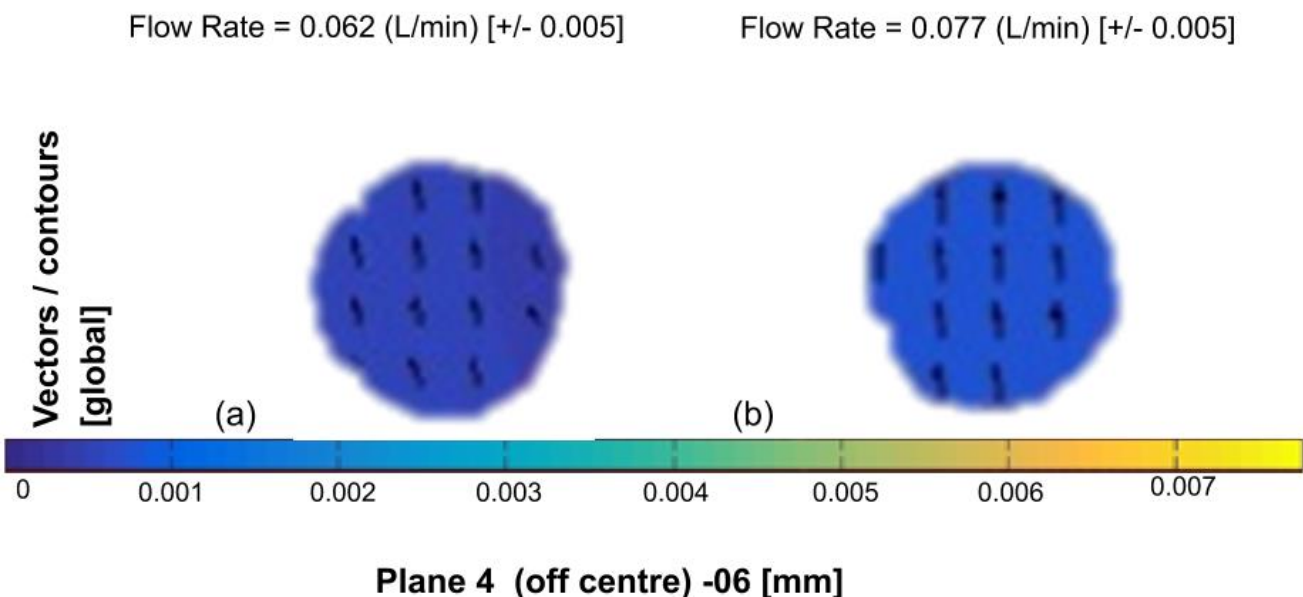 Flow Rate = 0.062 (L/min) [+/- 0.005]
Flow Rate = 0.077 (L/min) [+/- 0.005]
Vectors / contours
[global]
(a)
(b)
0
0.001
0.002
0.003
0.004
0.005
0.006
0.007
Plane 4 (off centre) -06 [mm]